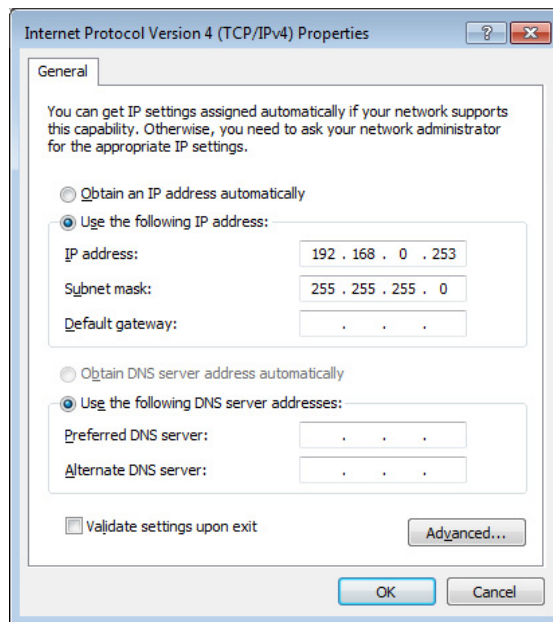 Internet Protocol Version 4 (TCP/IPv4) Properties
?
General
You can get IP settings assigned automatically if your network supports
this capability. Otherwise, you need to ask your network administrator
for the appropriate IP settings.
Obtain an IP address automatically
Use the following IP address:
IP address: 192 . 168 . 0 . 253
Subnet mask: 255 . 255 . 255 . 0
Default gateway: . . .
Obtain DNS server address automatically
Use the following DNS server addresses:
Preferred DNS server: . . .
Alternate DNS server: . . .
Validate settings upon exit
Advanced...
OK Cancel